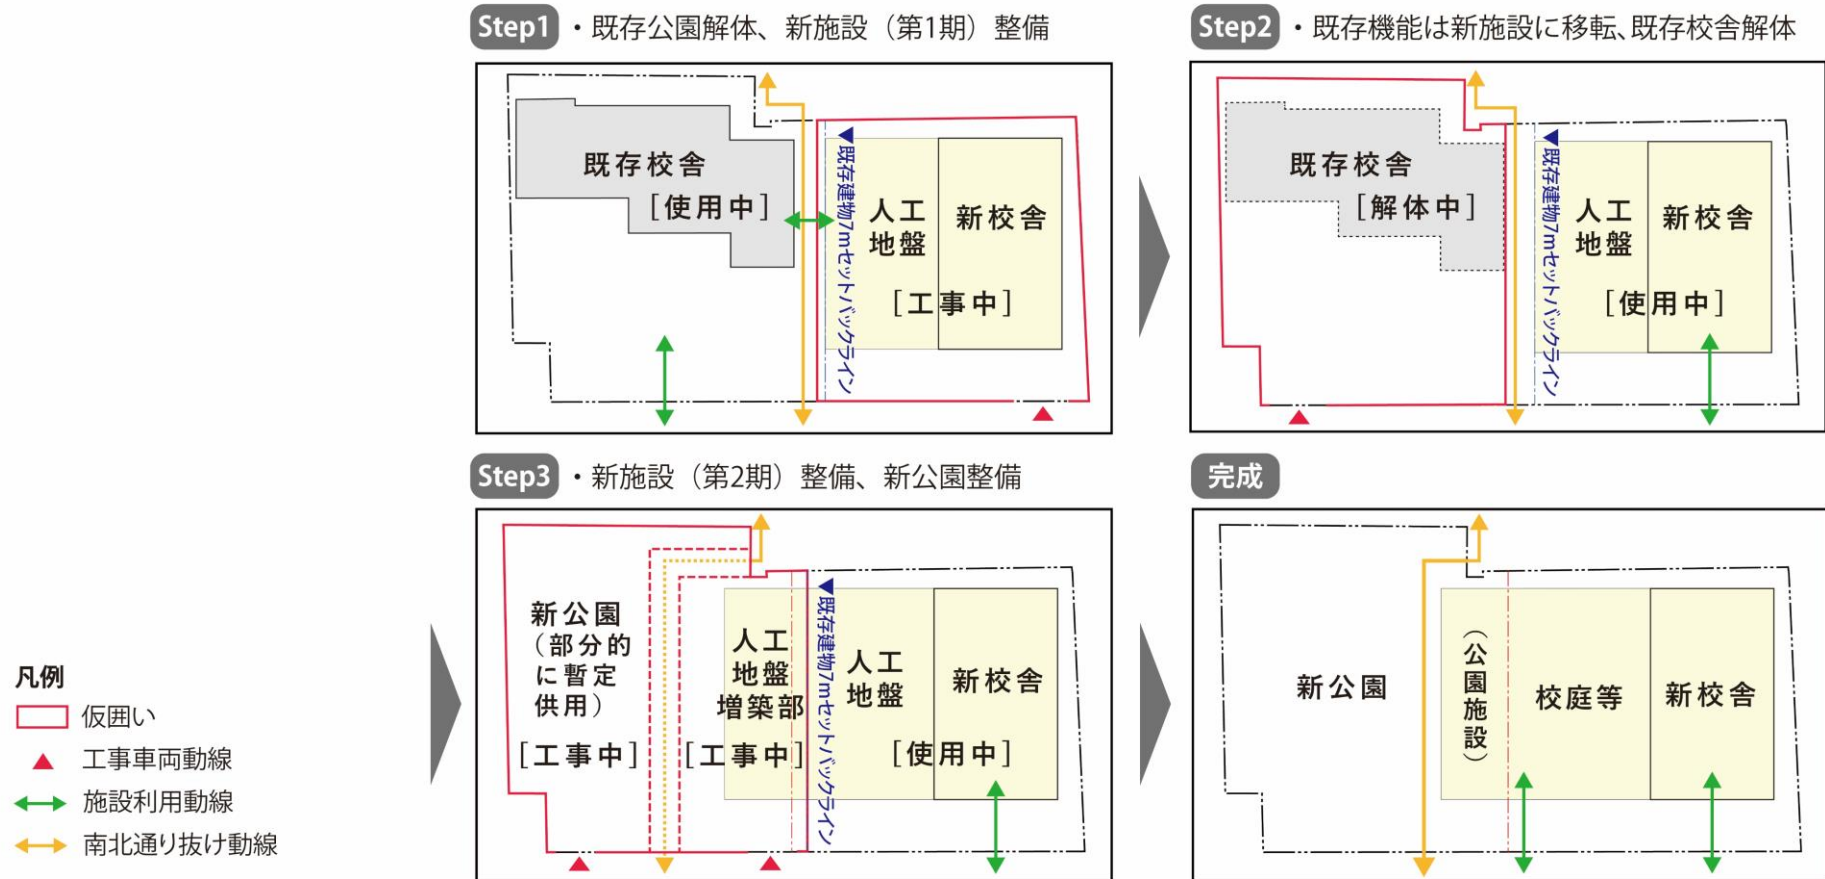 Step1 ・既存公園解体、新施設（第1期）整備
既存校舎
［使用中］
▼既存建物7mセットバックライン
人工
地盤
新校舎
［工事中］
Step2 ・既存機能は新施設に移転、既存校舎解体
既存校舎
［解体中］
▼既存建物7mセットバックライン
人工
地盤
新校舎
［使用中］
Step3 ・新施設（第2期）整備、新公園整備
新公園
（部分的
に暫定
供用）
［工事中］
人工
地盤
増築部
［工事中］
▼既存建物7mセットバックライン
人工
地盤
新校舎
［使用中］
完成
新公園
（公園施設）
校庭等
新校舎
凡例
仮囲い
工事車両動線
施設利用動線
南北通り抜け動線